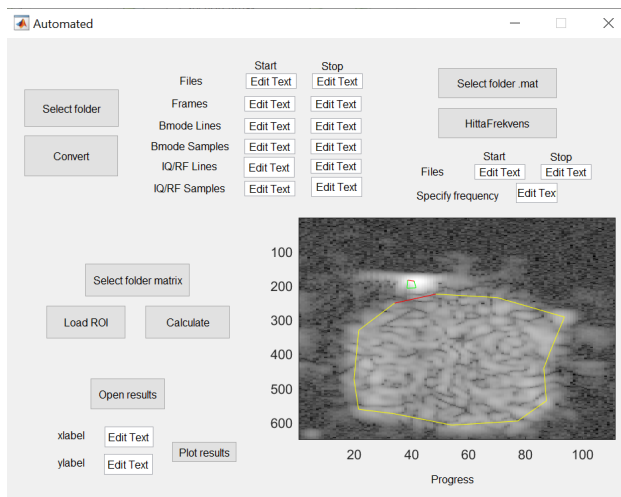 Automated
Start Stop
Files Edit Text Edit Text
Frames Edit Text Edit Text
Bmode Lines Edit Text Edit Text
Bmode Samples Edit Text Edit Text
IQ/RF Lines Edit Text Edit Text
IQ/RF Samples Edit Text Edit Text
Select folder
Convert
Select folder .mat
HittaFrekvens
Start Stop
Files Edit Text Edit Text
Specify frequency Edit Tex
Select folder matrix
Load ROI Calculate
Open results
xlabel Edit Text
ylabel Edit Text
Plot results
100
200
300
400
500
600
20 40 60 80 100
Progress